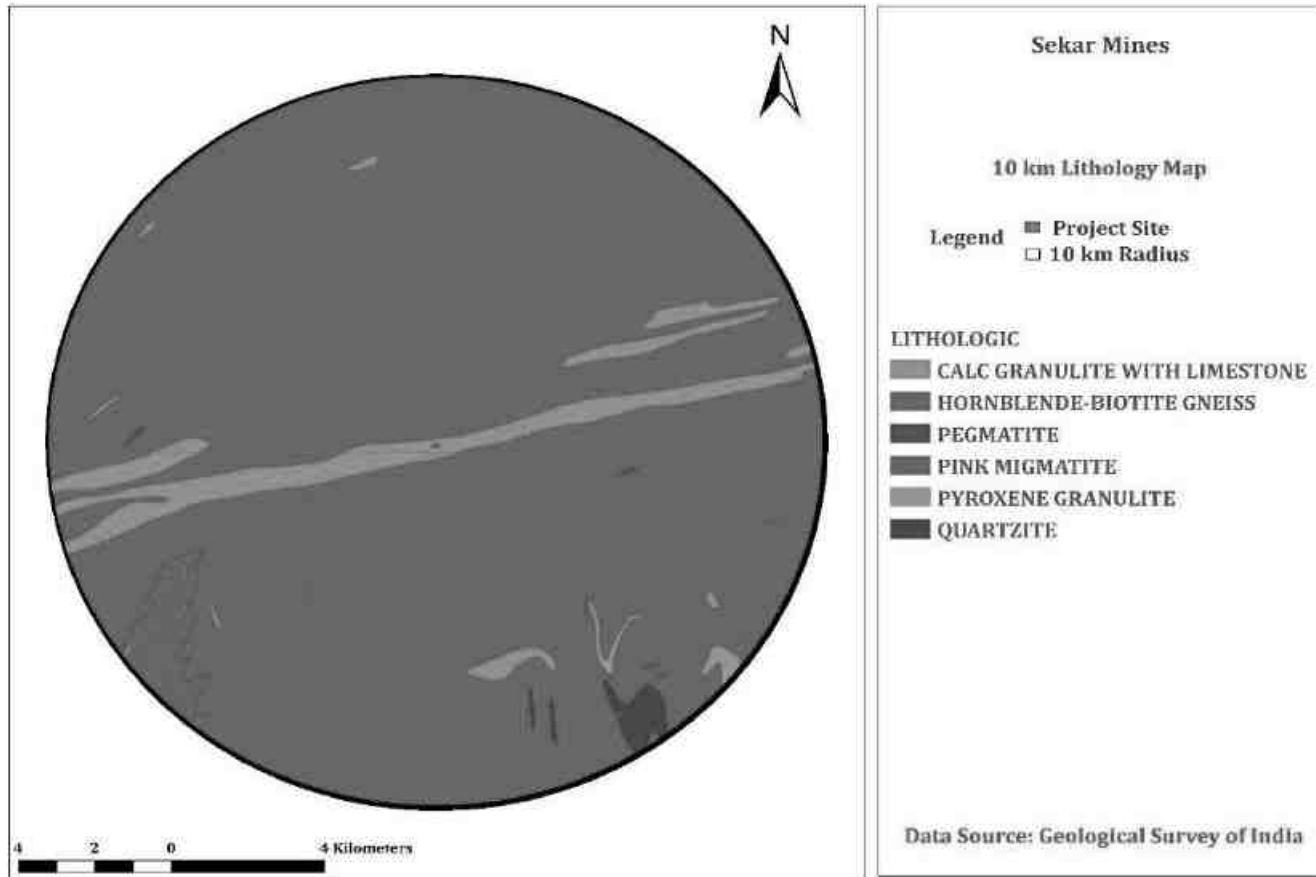 N
4 2 0 4 Kilometers
Sekar Mines
10 km Lithology Map
Legend
Project Site
10 km Radius
LITHOLOGIC
CALC GRANULITE WITH LIMESTONE
HORNBLENDE-BIOTITE GNEISS
PEGMATITE
PINK MIGMATITE
PYROXENE GRANULITE
QUARTZITE
Data Source: Geological Survey of India